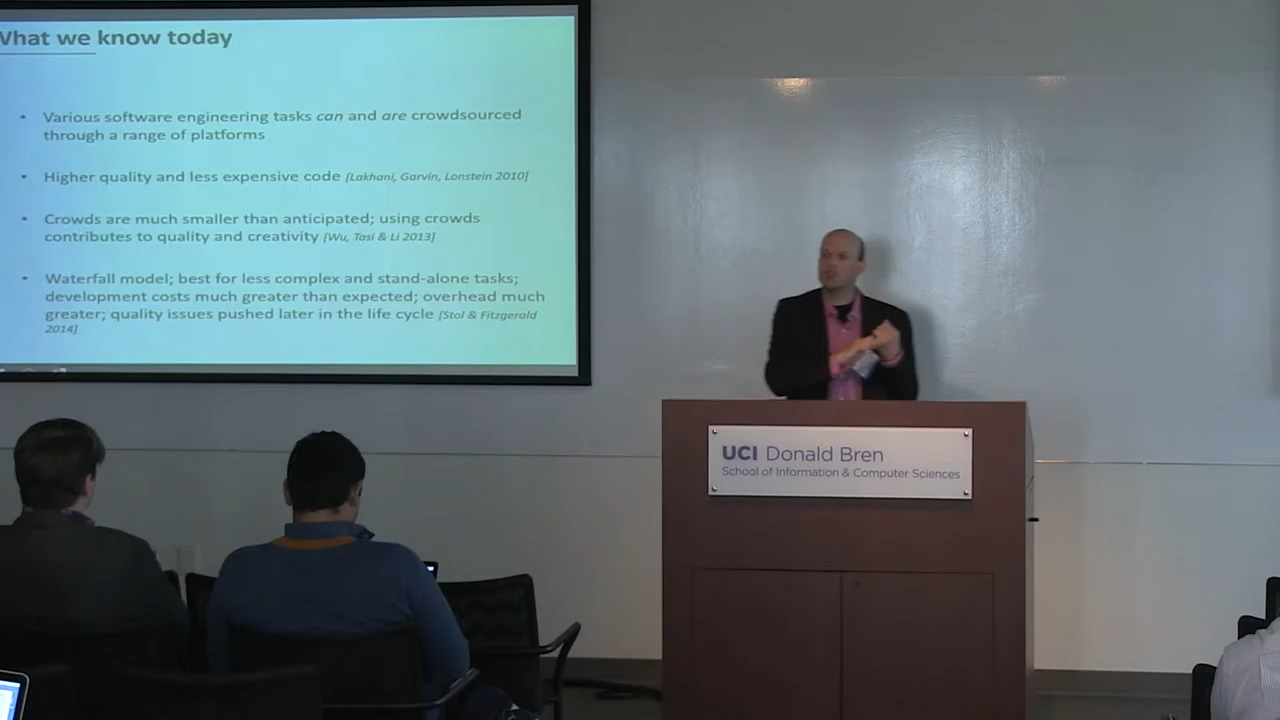 What we know today
• Various software engineering tasks can and are crowdsourced
through a range of platforms
• Higher quality and less expensive code [Lakhani, Garvin, Lonstein 2010]
• Crowds are much smaller than anticipated; using crowds
contributes to quality and creativity [Wu, Tasi & Li 2013]
• Waterfall model; best for less complex and stand-alone tasks;
development costs much greater than expected; overhead much
greater; quality issues pushed later in the life cycle [Stol & Fitzgerald
2014]
UCI Donald Bren
School of Information & Computer Sciences